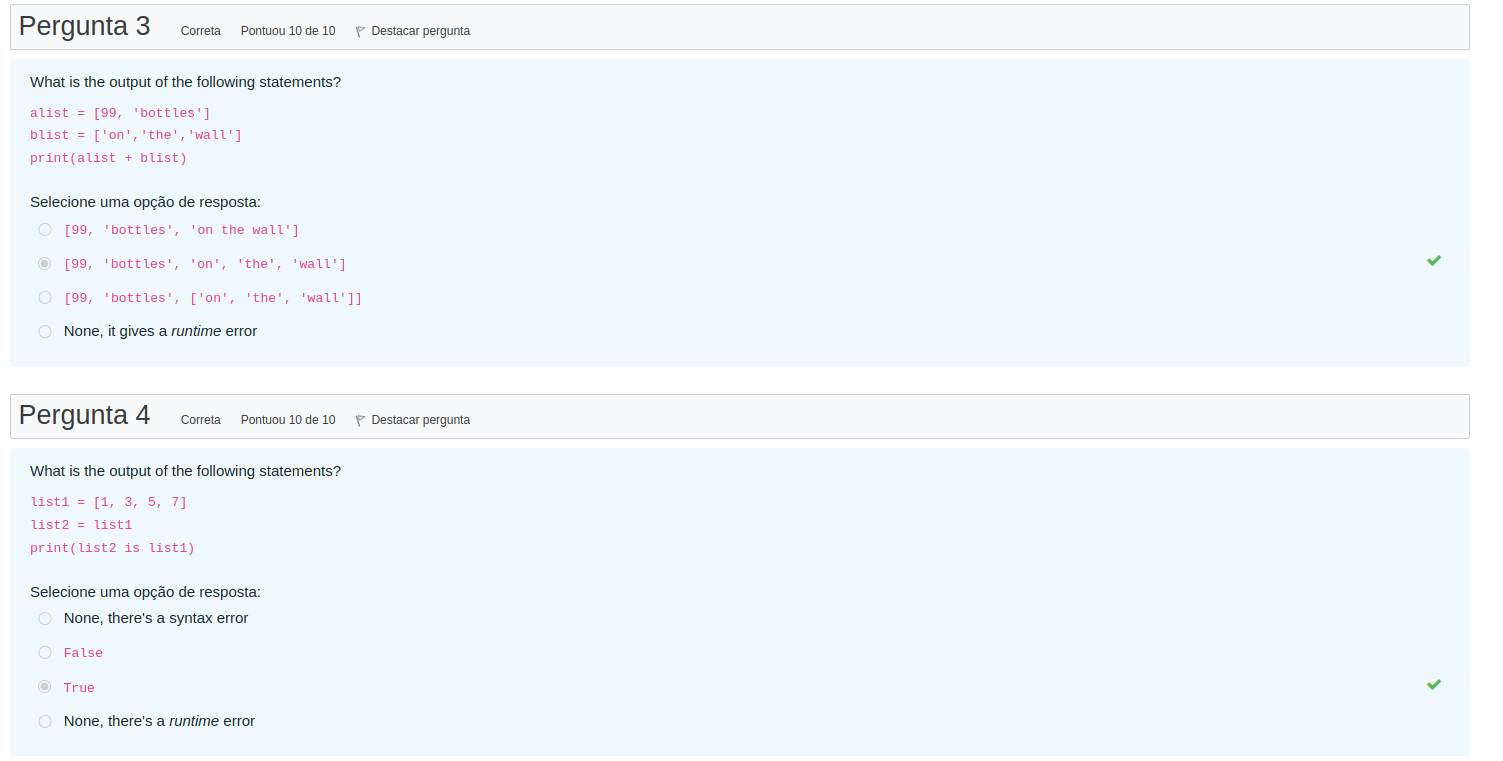 Pergunta 3 Correta Pontuou 10 de 10 Destacar pergunta
What is the output of the following statements?
alist = [99, 'bottles']
blist = ['on','the','wall']
print(alist + blist)
Selecione uma opção de resposta:
[99, 'bottles', 'on the wall']
[99, 'bottles', 'on', 'the', 'wall']
[99, 'bottles', ['on', 'the', 'wall']]
None, it gives a runtime error
Pergunta 4 Correta Pontuou 10 de 10 Destacar pergunta
What is the output of the following statements?
list1 = [1, 3, 5, 7]
list2 = list1
print(list2 is list1)
Selecione uma opção de resposta:
None, there's a syntax error
False
True
None, there's a runtime error